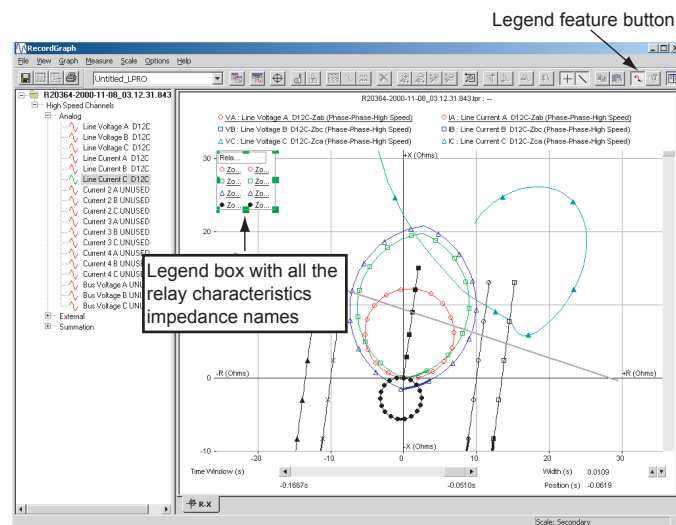 Legend feature button
RecordGraph
File View Graph Measure Scale Options Help
Untitled_LPRO
R20364-2000-11-08_03.12.31.843
High Speed Channels
Analog
Line Voltage A D12C
Line Voltage B D12C
Line Voltage C D12C
Line Current A D12C
Line Current B D12C
Line Current C D12C
Current 2 A UNUSED
Current 2 B UNUSED
Current 2 C UNUSED
Current 3 A UNUSED
Current 3 B UNUSED
Current 3 C UNUSED
Current 4 A UNUSED
Current 4 B UNUSED
Current 4 C UNUSED
Bus Voltage A UNU
Bus Voltage B UNU
Bus Voltage C UNU
External
Summation
R20364-2000-11-08_03.12.31.843.lpr : --
VA : Line Voltage A D12C-Zab (Phase-Phase-High Speed)
IA : Line Current A D12C-Zab (Phase-Phase-High Speed)
VB : Line Voltage B D12C-Zbc (Phase-Phase-High Speed)
IB : Line Current B D12C-Zbc (Phase-Phase-High Speed)
VC : Line Voltage C D12C-Zca (Phase-Phase-High Speed)
IC : Line Current C D12C-Zca (Phase-Phase-High Speed)
30
+X (Ohms)
Rela...
Zo... Zo...
Zo... Zo...
Zo... Zo...
Zo... Zo...
20
Legend box with all the
relay characteristics
impedance names
0
-R (Ohms)
+R (Ohms)
-X (Ohms)
-10
-20 -10 0 10 20 30
Time Window (s)
Width (s) 0.0109
-0.1667s
-0.0510s
Position (s) -0.0619
R-X
Scale: Secondary